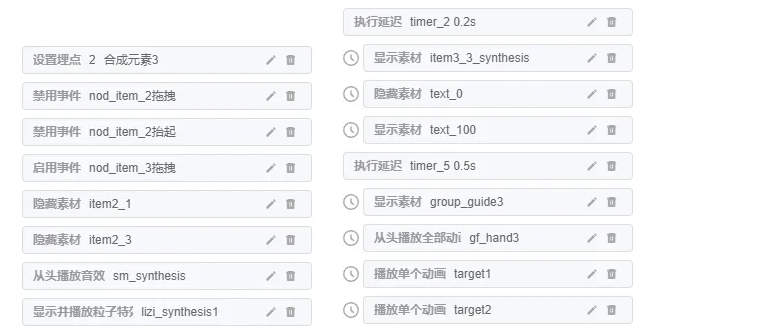 设置埋点 2 合成元素3
禁用事件 nod_item_2拖拽
禁用事件 nod_item_2抬起
启用事件 nod_item_3拖拽
隐藏素材 item2_1
隐藏素材 item2_3
从头播放音效 sm_synthesis
显示并播放粒子特 lizi_synthesis1
执行延迟 timer_2 0.2s
显示素材 item3_3_synthesis
隐藏素材 text_0
显示素材 text_100
执行延迟 timer_5 0.5s
显示素材 group_guide3
从头播放全部动 gf_hand3
播放单个动画 target1
播放单个动画 target2